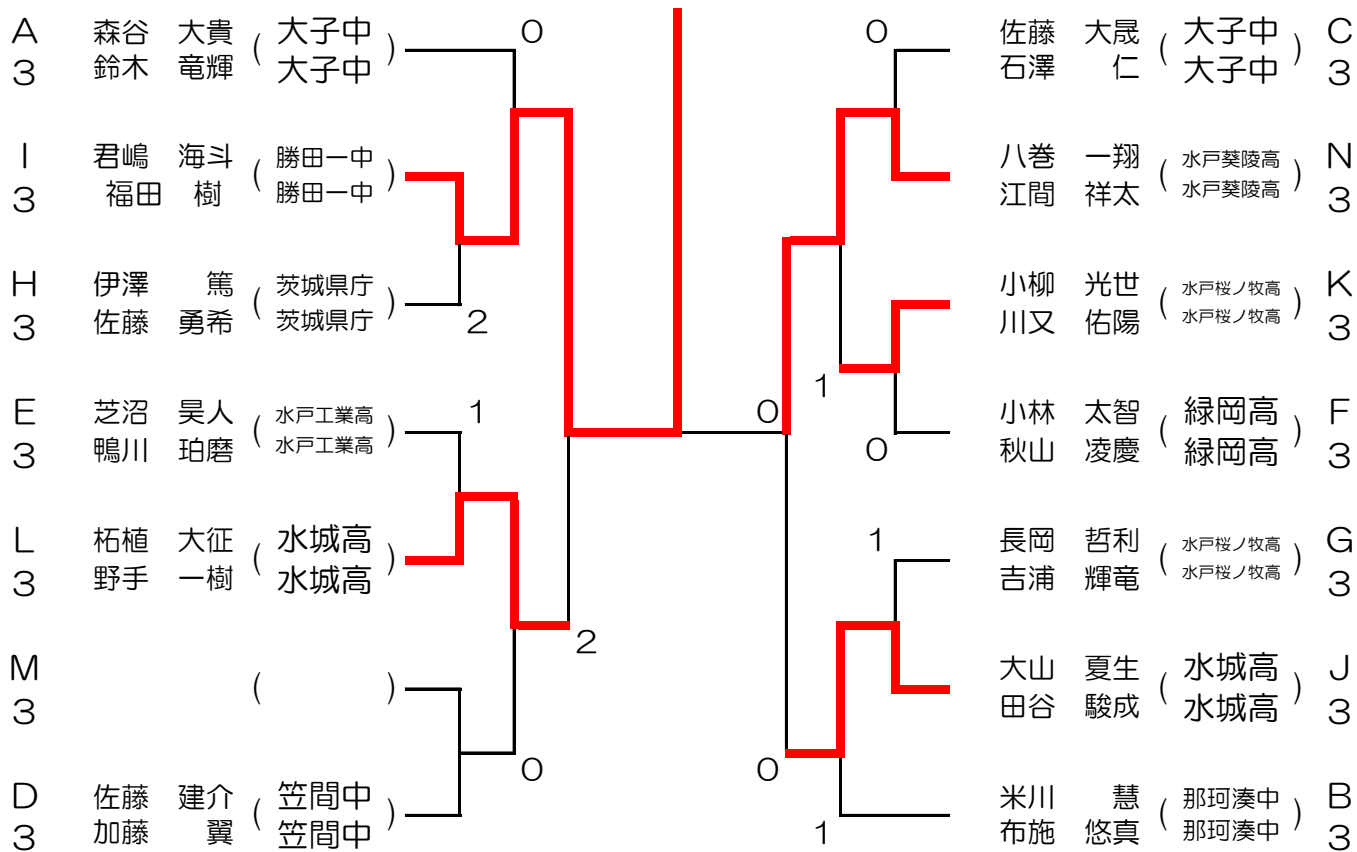 A 森谷 大貴 ( 大子中 )
3 鈴木 竜輝 大子中
0
I 君嶋 海斗 ( 勝田一中 )
3 福田 樹 勝田一中
H 伊澤 篤 ( 茨城県庁 )
3 佐藤 勇希 茨城県庁
2
E 芝沼 昊人 ( 水戸工業高 )
3 鴨川 珀磨 水戸工業高
1
L 柘植 大征 ( 水城高 )
3 野手 一樹 水城高
2
M ( )
3
0
D 佐藤 建介 ( 笠間中 )
3 加藤 翼 笠間中
0
佐藤 大晟 ( 大子中 ) C
石澤 仁 大子中 3
八巻 一翔 ( 水戸葵陵高 ) N
江間 祥太 水戸葵陵高 3
小柳 光世 ( 水戸桜ノ牧高 ) K
川又 佑陽 水戸桜ノ牧高 3
1
0
小林 太智 ( 緑岡高 ) F
秋山 凌慶 緑岡高 3
0
1
長岡 哲利 ( 水戸桜ノ牧高 ) G
吉浦 輝竜 水戸桜ノ牧高 3
大山 夏生 ( 水城高 ) J
田谷 駿成 水城高 3
0
米川 慧 ( 那珂湊中 ) B
布施 悠真 那珂湊中 3
1